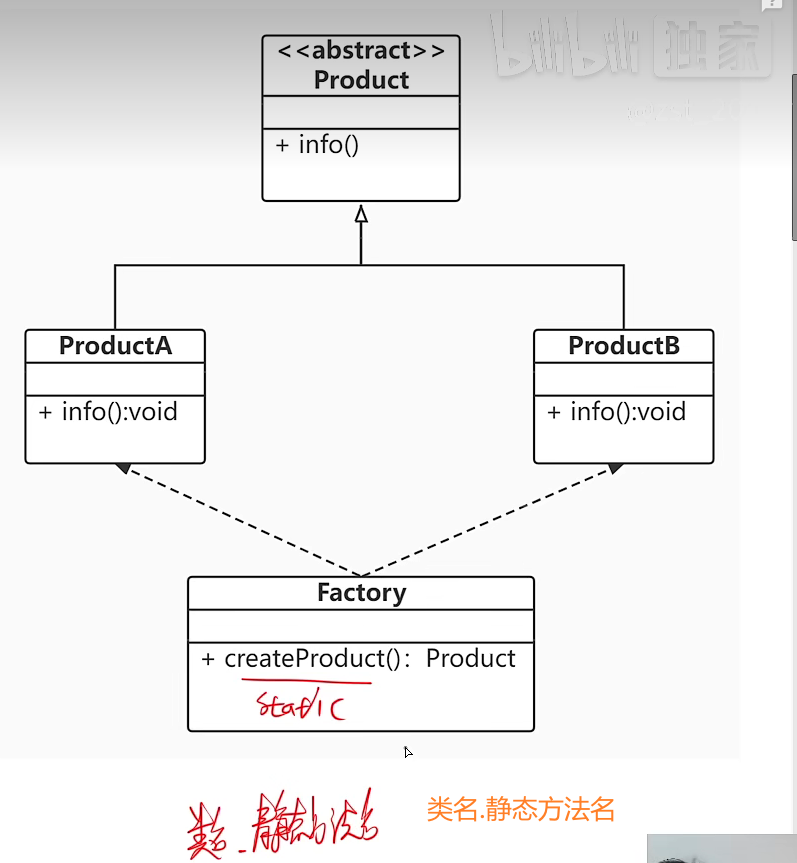 bilibili 独家
<<abstract>>
Product
+ info()
ProductA
+ info():void
ProductB
+ info():void
Factory
+ createProduct(): Product
static
类名.静态方法名
类名.静态方法名